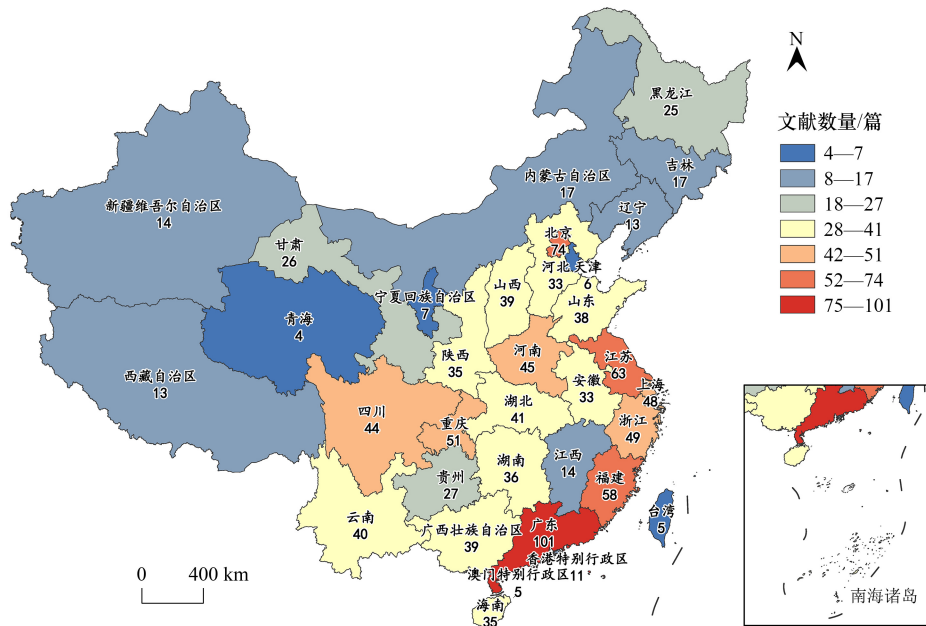 N
文献数量/篇
4—7
8—17
18—27
28—41
42—51
52—74
75—101
黑龙江
25
吉林
17
内蒙古自治区
17
辽宁
13
新疆维吾尔自治区
14
甘肃
26
北京
74
河北
33
天津
6
山西
39
山东
38
宁夏回族自治区
7
青海
4
陕西
35
河南
45
江苏
63
上海
48
安徽
33
西藏自治区
13
四川
44
重庆
51
湖北
41
浙江
49
江西
14
湖南
36
贵州
27
福建
58
云南
40
广西壮族自治区
39
广东
101
台湾
5
香港特别行政区
11
澳门特别行政区
5
海南
35
0
400 km
南海诸岛